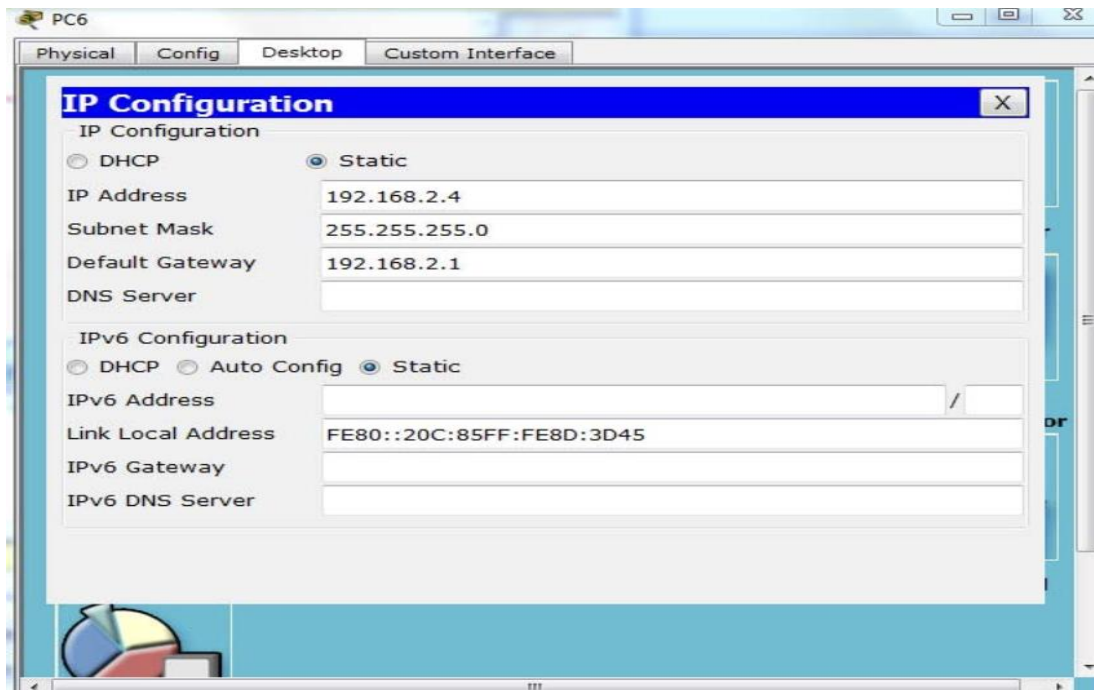 PC6
Physical Config Desktop Custom Interface
IP Configuration X
IP Configuration
DHCP Static
IP Address 192.168.2.4
Subnet Mask 255.255.255.0
Default Gateway 192.168.2.1
DNS Server
IPv6 Configuration
DHCP Auto Config Static
IPv6 Address /
Link Local Address FE80::20C:85FF:FE8D:3D45
IPv6 Gateway
IPv6 DNS Server
or